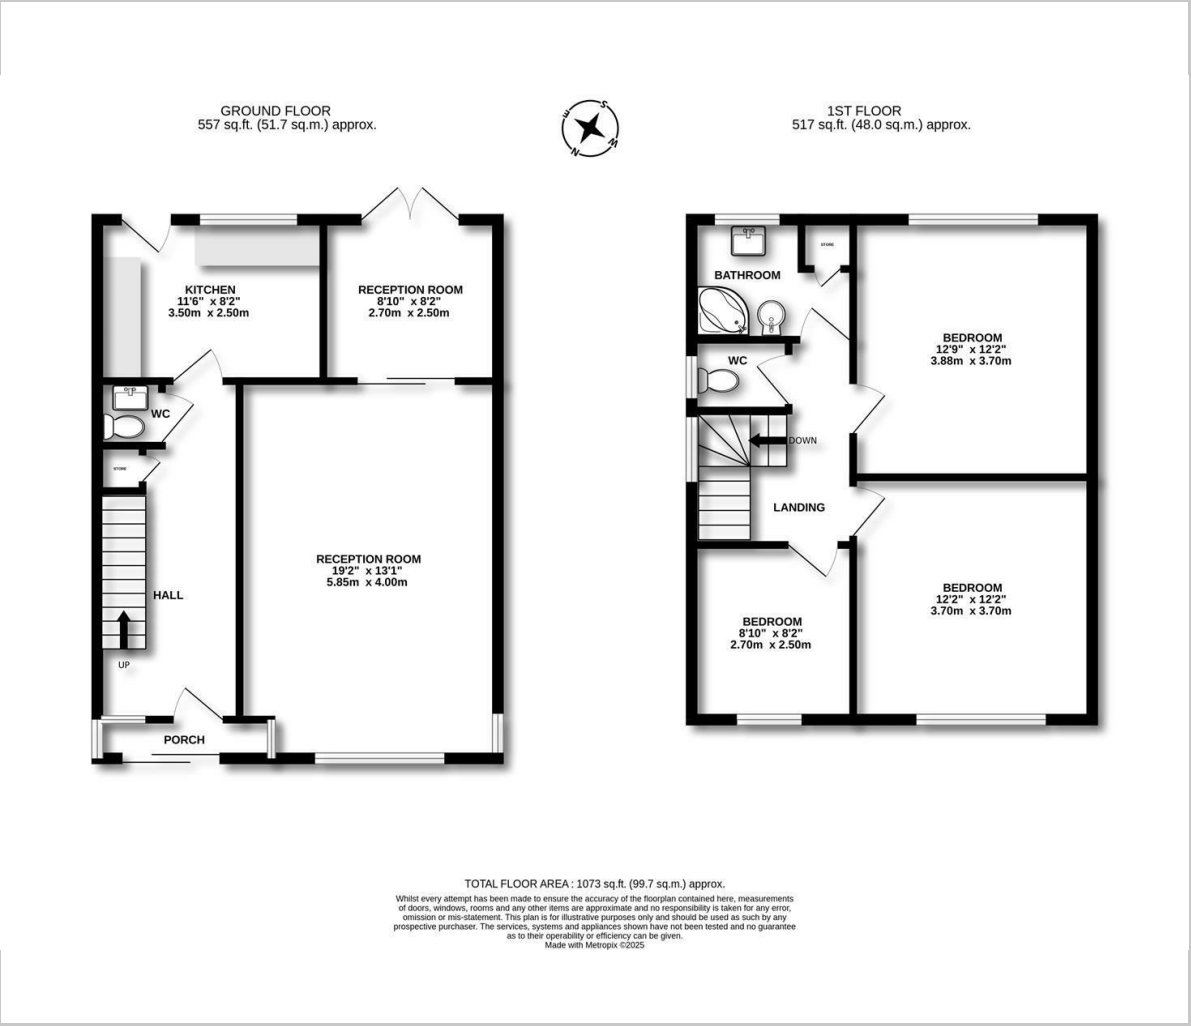 GROUND FLOOR
557 sq.ft. (51.7 sq.m.) approx.
S
E
W
N
1ST FLOOR
517 sq.ft. (48.0 sq.m.) approx.
KITCHEN
11'6" x 8'2"
3.50m x 2.50m
RECEPTION ROOM
8'10" x 8'2"
2.70m x 2.50m
WC
STORE
RECEPTION ROOM
19'2" x 13'1"
5.85m x 4.00m
HALL
UP
PORCH
STORE
BATHROOM
BEDROOM
12'9" x 12'2"
3.88m x 3.70m
WC
DOWN
LANDING
BEDROOM
12'2" x 12'2"
3.70m x 3.70m
BEDROOM
8'10" x 8'2"
2.70m x 2.50m
TOTAL FLOOR AREA : 1073 sq.ft. (99.7 sq.m.) approx.
Whilst every attempt has been made to ensure the accuracy of the floorplan contained here, measurements
of doors, windows, rooms and any other items are approximate and no responsibility is taken for any error,
omission or mis-statement. This plan is for illustrative purposes only and should be used as such by any
prospective purchaser. The services, systems and appliances shown have not been tested and no guarantee
as to their operability or efficiency can be given.
Made with Metropix ©2025